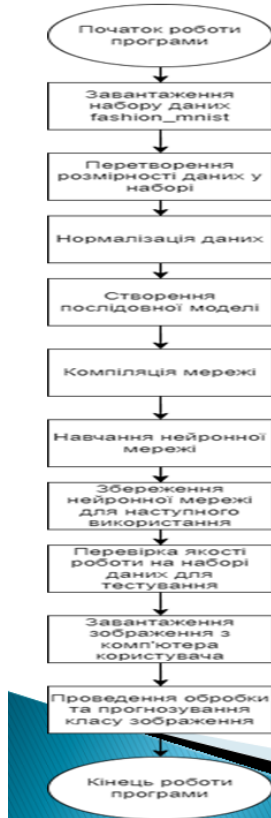 Початок роботи
програми
Завантаження
набору даних
fashion_mnist
Перетворення
розмірності даних у
наборі
Нормалізація даних
Створення
послідовної моделі
Компіляція мережі
Навчання нейронної
мережі
Збереження
нейронної мережі
для наступного
використання
Перевірка якості
роботи на наборі
даних для
тестування
Завантаження
зображення з
комп'ютера
користувача
Проведення обробки
та прогнозування
класу зображення
Кінець роботи
програми